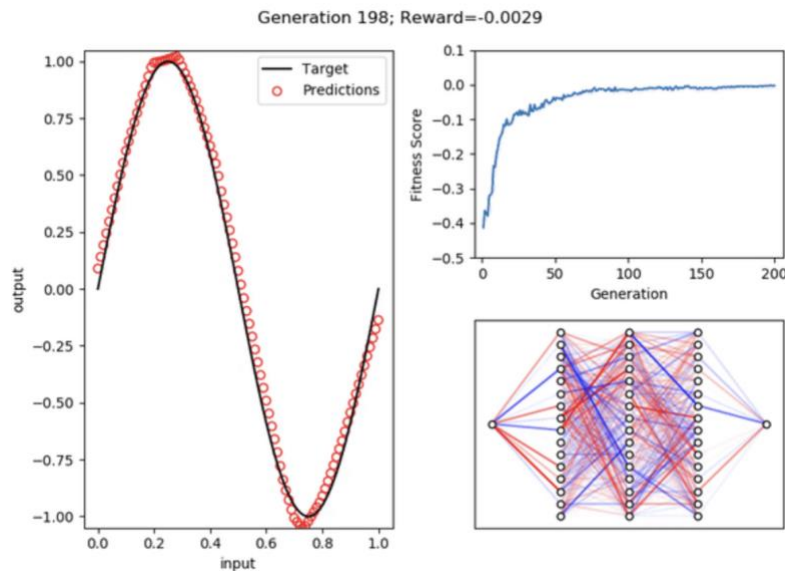 Generation 198; Reward=-0.0029
1.00
0.75
0.50
0.25
0.00
−0.25
−0.50
−0.75
−1.00
output
0.0 0.2 0.4 0.6 0.8 1.0
input
Target
Predictions
0.1
0.0
−0.1
−0.2
−0.3
−0.4
−0.5
Fitness Score
0 50 100 150 200
Generation